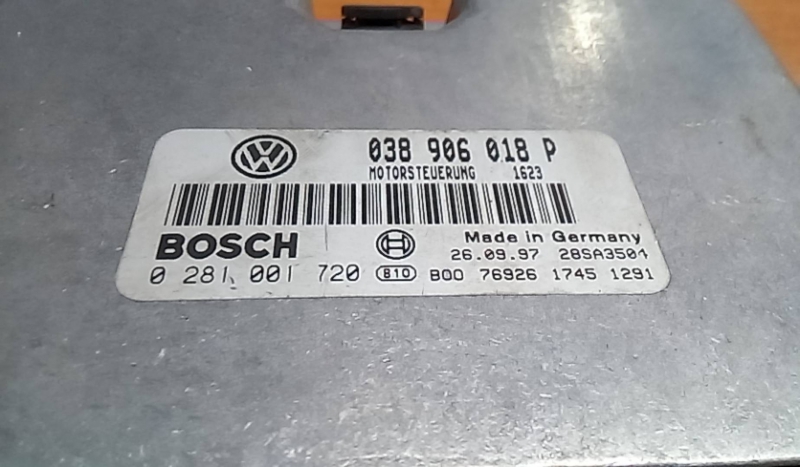 038 906 018 P
MOTORSTEUERUNG 1623
BOSCH
Made in Germany
26.09.97 28SA3504
0 281 001 720 810 B00 76926 1745 1291